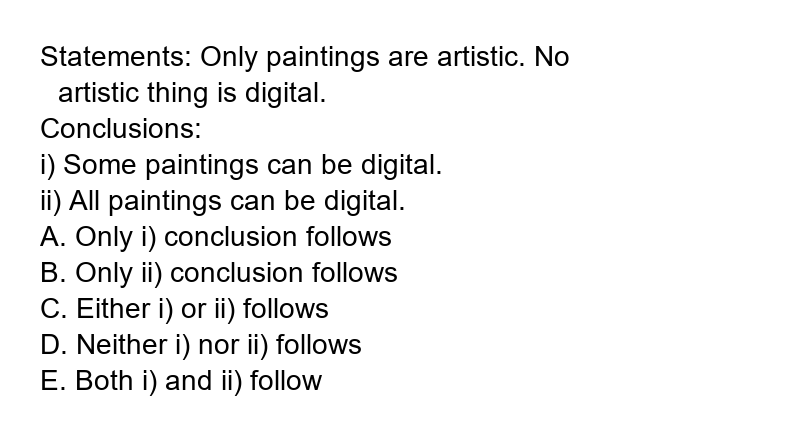 Statements: Only paintings are artistic. No
artistic thing is digital.
Conclusions:
i) Some paintings can be digital.
ii) All paintings can be digital.
A. Only i) conclusion follows
B. Only ii) conclusion follows
C. Either i) or ii) follows
D. Neither i) nor ii) follows
E. Both i) and ii) follow